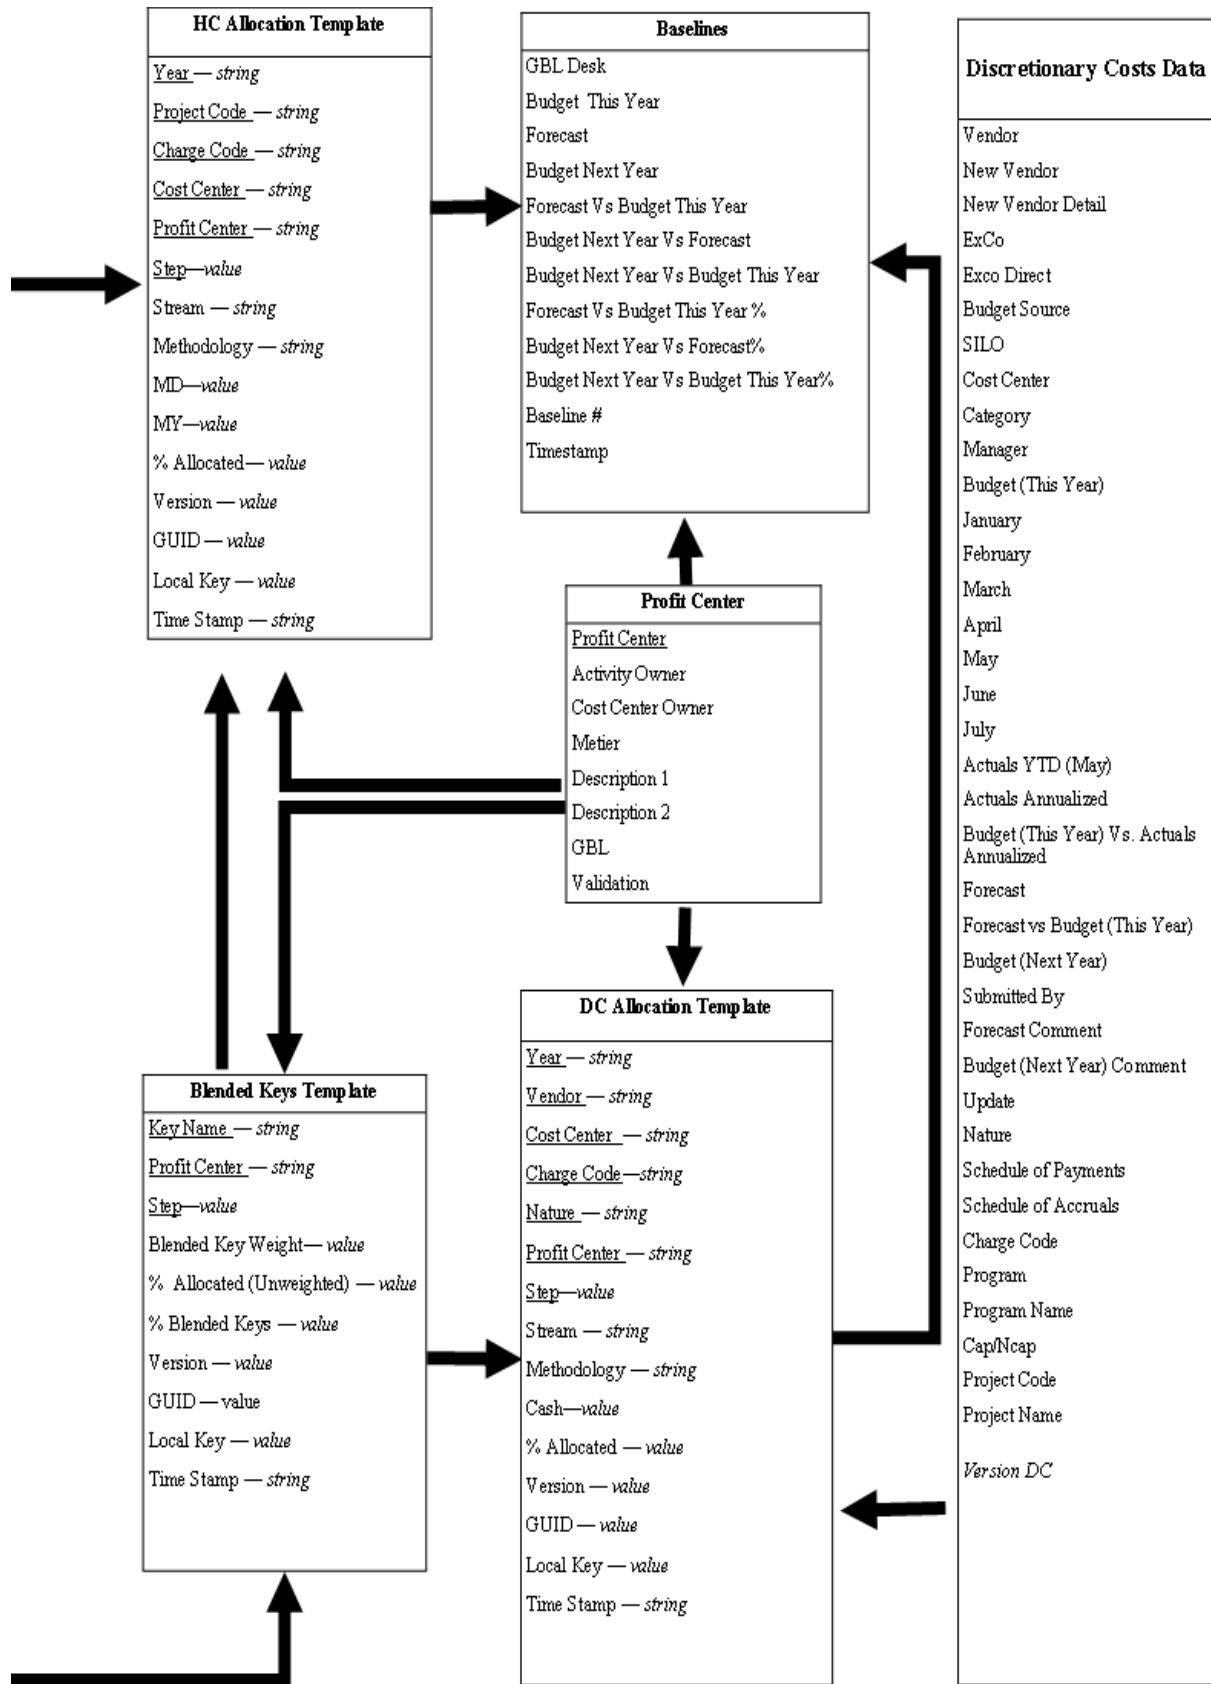 HC Allocation Template
Year — string
Project Code — string
Charge Code — string
Cost Center — string
Profit Center — string
Step—value
Stream — string
Methodology — string
MD—value
MY—value
% Allocated— value
Version — value
GUID — value
Local Key — value
Time Stamp — string
Baselines
GBL Desk
Budget This Year
Forecast
Budget Next Year
Forecast Vs Budget This Year
Budget Next Year Vs Forecast
Budget Next Year Vs Budget This Year
Forecast Vs Budget This Year %
Budget Next Year Vs Forecast%
Budget Next Year Vs Budget This Year%
Baseline #
Timestamp
Profit Center
Profit Center
Activity Owner
Cost Center Owner
Metier
Description 1
Description 2
GBL
Validation
Blended Keys Template
Key Name — string
Profit Center — string
Step—value
Blended Key Weight— value
% Allocated (Unweighted) — value
% Blended Keys — value
Version — value
GUID — value
Local Key — value
Time Stamp — string
DC Allocation Template
Year — string
Vendor — string
Cost Center — string
Charge Code—string
Nature — string
Profit Center — string
Step—value
Stream — string
Methodology — string
Cash—value
% Allocated — value
Version — value
GUID — value
Local Key — value
Time Stamp — string
Discretionary Costs Data
Vendor
New Vendor
New Vendor Detail
ExCo
Exco Direct
Budget Source
SILO
Cost Center
Category
Manager
Budget (This Year)
January
February
March
April
May
June
July
Actuals YTD (May)
Actuals Annualized
Budget (This Year) Vs. Actuals
Annualized
Forecast
Forecast vs Budget (This Year)
Budget (Next Year)
Submitted By
Forecast Comment
Budget (Next Year) Comment
Update
Nature
Schedule of Payments
Schedule of Accruals
Charge Code
Program
Program Name
Cap/Ncap
Project Code
Project Name
Version DC